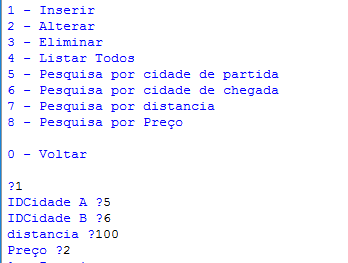 1 - Inserir
2 - Alterar
3 - Eliminar
4 - Listar Todos
5 - Pesquisa por cidade de partida
6 - Pesquisa por cidade de chegada
7 - Pesquisa por distancia
8 - Pesquisa por Preço
0 - Voltar
?1
IDCidade A ?5
IDCidade B ?6
distancia ?100
Preço ?2